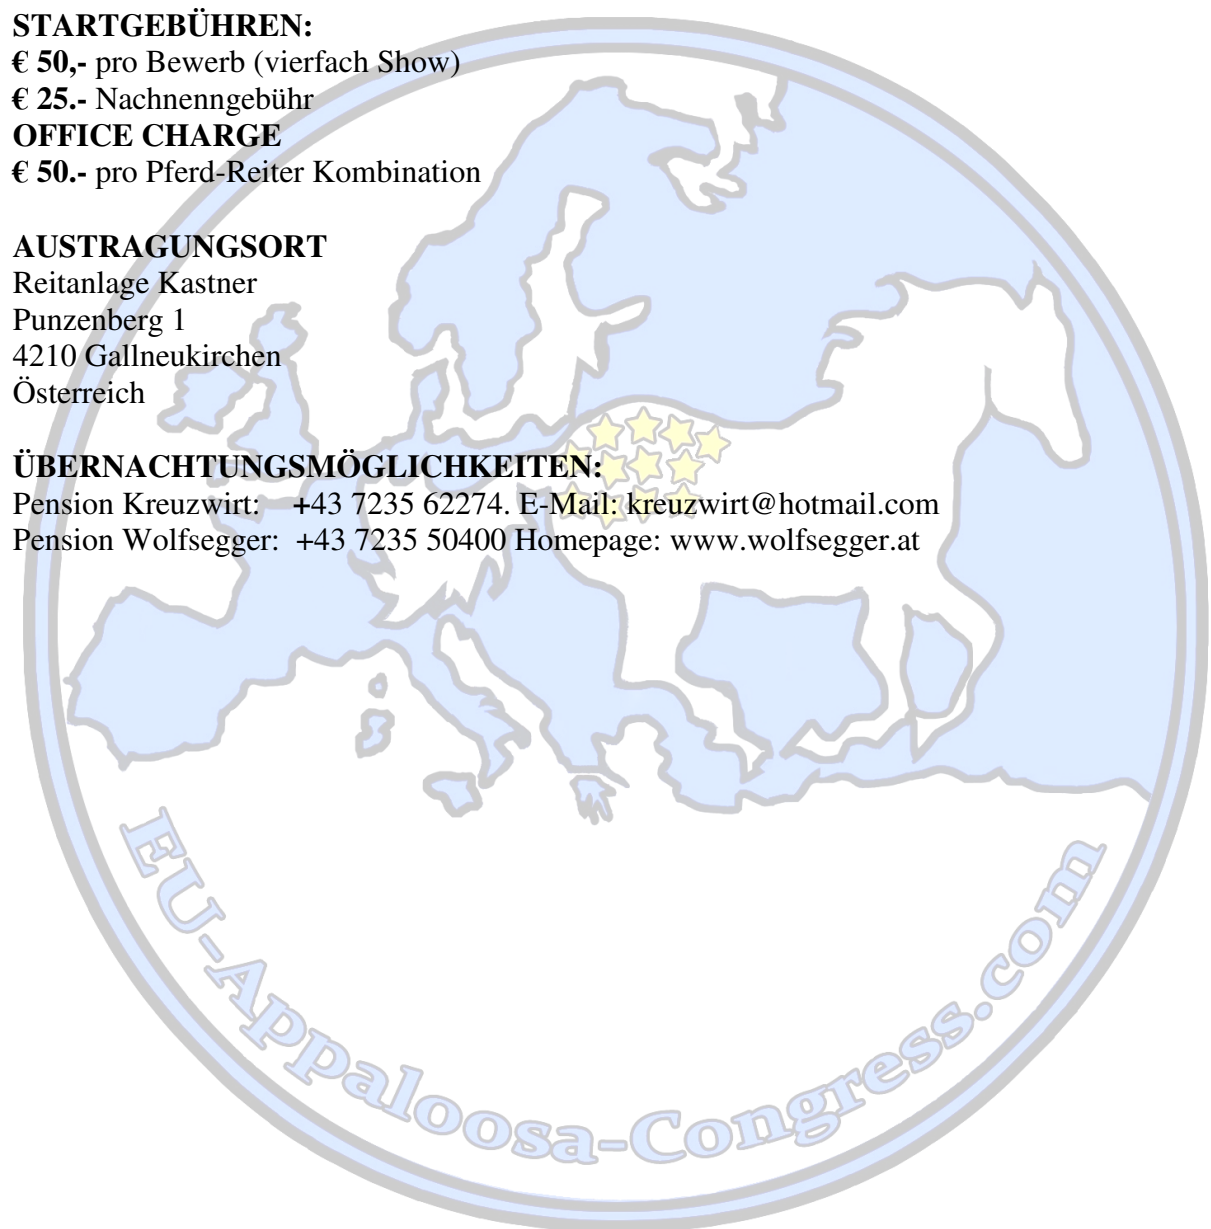 STARTGEBÜHREN:
€ 50,- pro Bewerb (vierfach Show)
€ 25.- Nachnenngebühr
OFFICE CHARGE
€ 50.- pro Pferd-Reiter Kombination
AUSTRAGUNGSORT
Reitanlage Kastner
Punzenberg 1
4210 Gallneukirchen
Österreich
ÜBERNACHTUNGSMÖGLICHKEITEN:
Pension Kreuzwirt: +43 7235 62274. E-Mail: kreuzwirt@hotmail.com
Pension Wolfsegger: +43 7235 50400 Homepage: www.wolfsegger.at
EU-Appaloosa-Congress.com